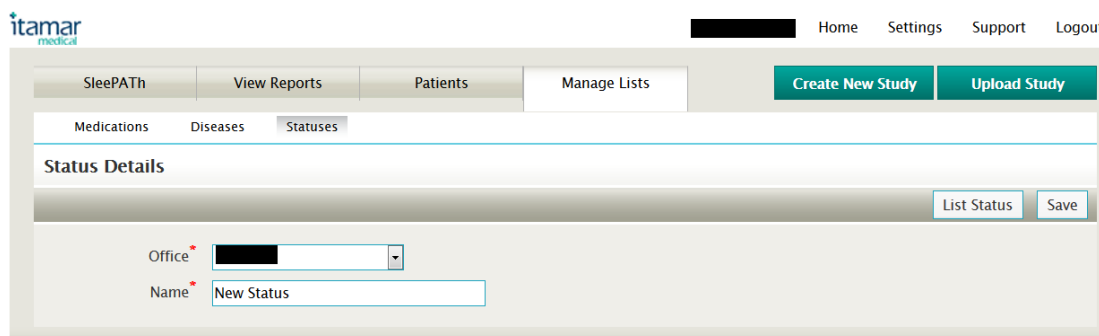 itamar
medical
Home Settings Support Logout
SleePATh View Reports Patients Manage Lists Create New Study Upload Study
Medications Diseases Statuses
Status Details
List Status Save
Office*
Name* New Status